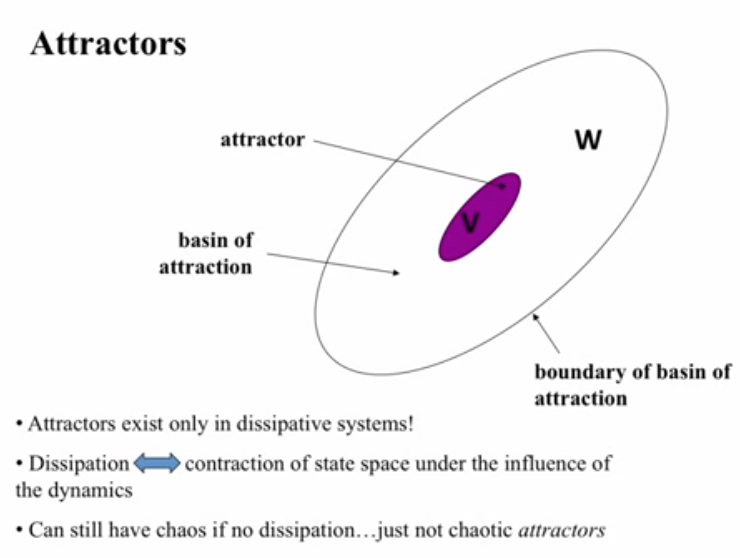 Attractors
attractor
W
V
basin of
attraction
boundary of basin of
attraction
• Attractors exist only in dissipative systems!
• Dissipation contraction of state space under the influence of
the dynamics
• Can still have chaos if no dissipation…just not chaotic attractors